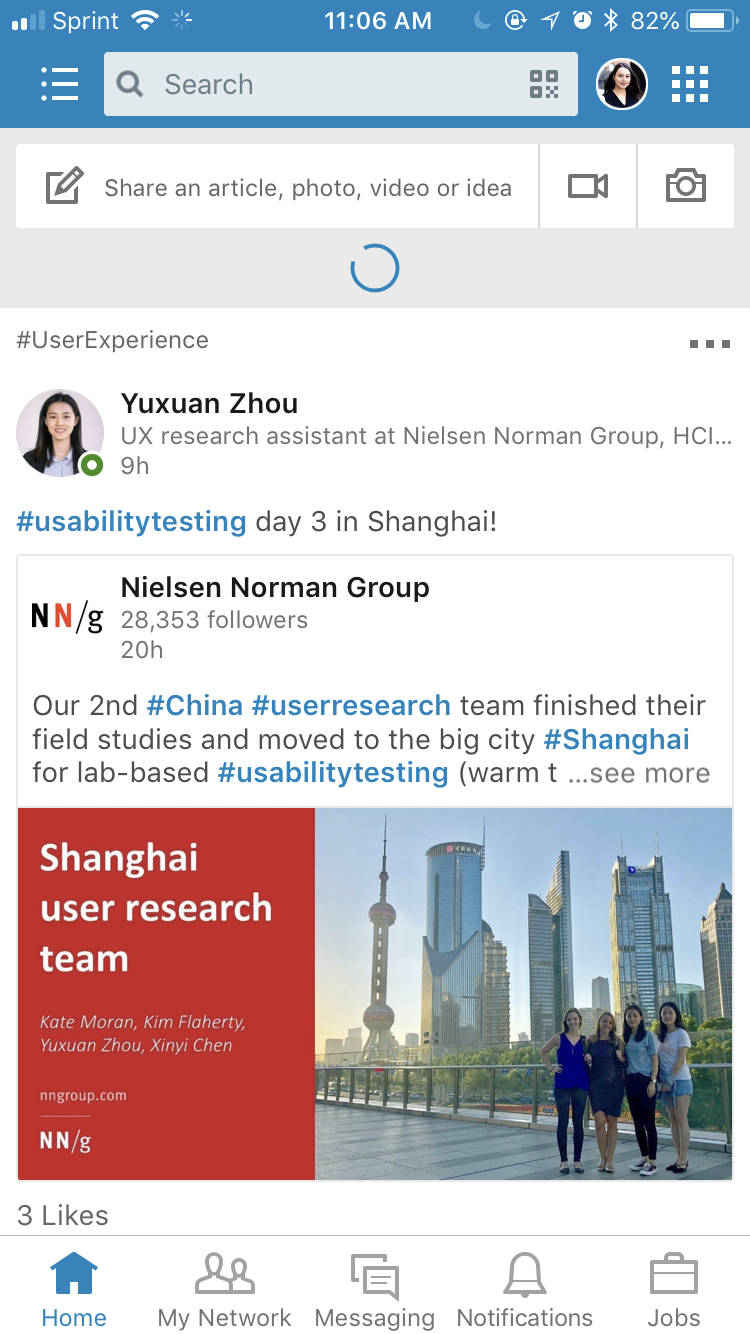 Sprint 11:06 AM 82%
Search
Share an article, photo, video or idea
#UserExperience
Yuxuan Zhou
UX research assistant at Nielsen Norman Group, HCI...
9h
#usabilitytesting day 3 in Shanghai!
NN/g
Nielsen Norman Group
28,353 followers
20h
Our 2nd #China #userresearch team finished their
field studies and moved to the big city #Shanghai
for lab-based #usabilitytesting (warm t ...see more
Shanghai
user research
team
Kate Moran, Kim Flaherty,
Yuxuan Zhou, Xinyi Chen
nngroup.com
NN/g
3 Likes
Home My Network Messaging Notifications Jobs